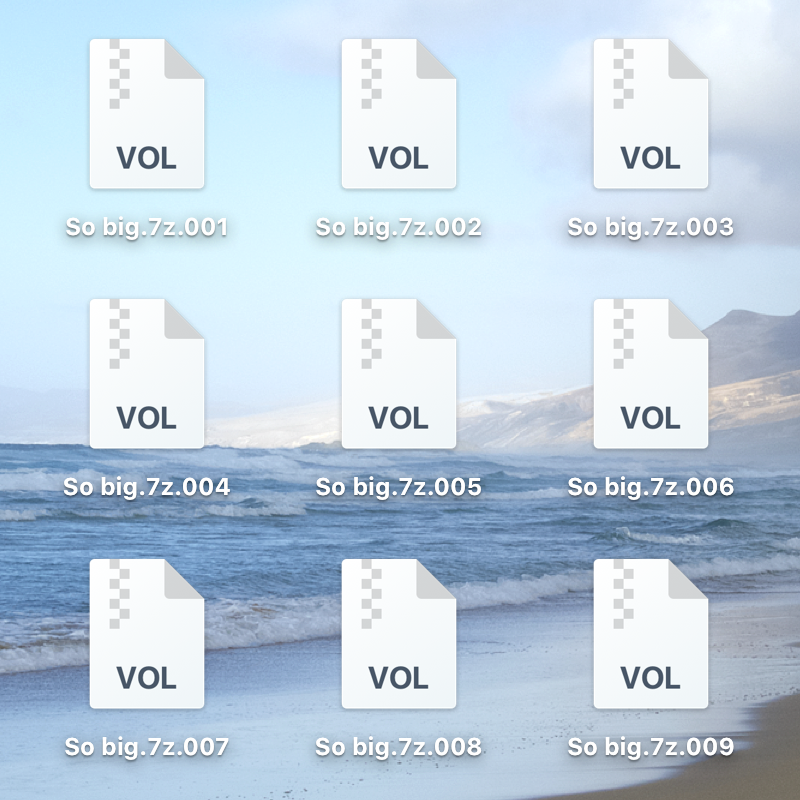 VOL VOL VOL
So big.7z.001 So big.7z.002 So big.7z.003
VOL VOL VOL
So big.7z.004 So big.7z.005 So big.7z.006
VOL VOL VOL
So big.7z.007 So big.7z.008 So big.7z.009